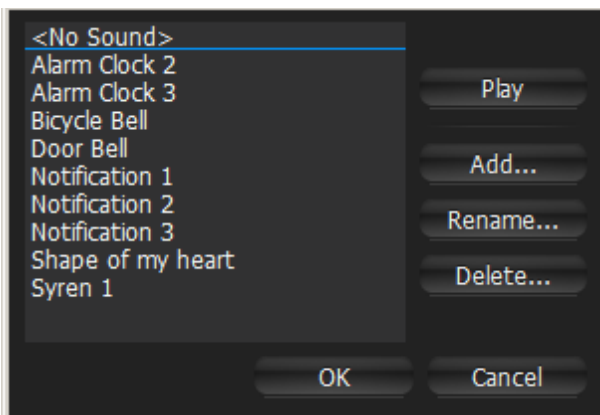 <No Sound>
Alarm Clock 2
Alarm Clock 3
Bicycle Bell
Door Bell
Notification 1
Notification 2
Notification 3
Shape of my heart
Syren 1
Play
Add...
Rename...
Delete...
OK
Cancel